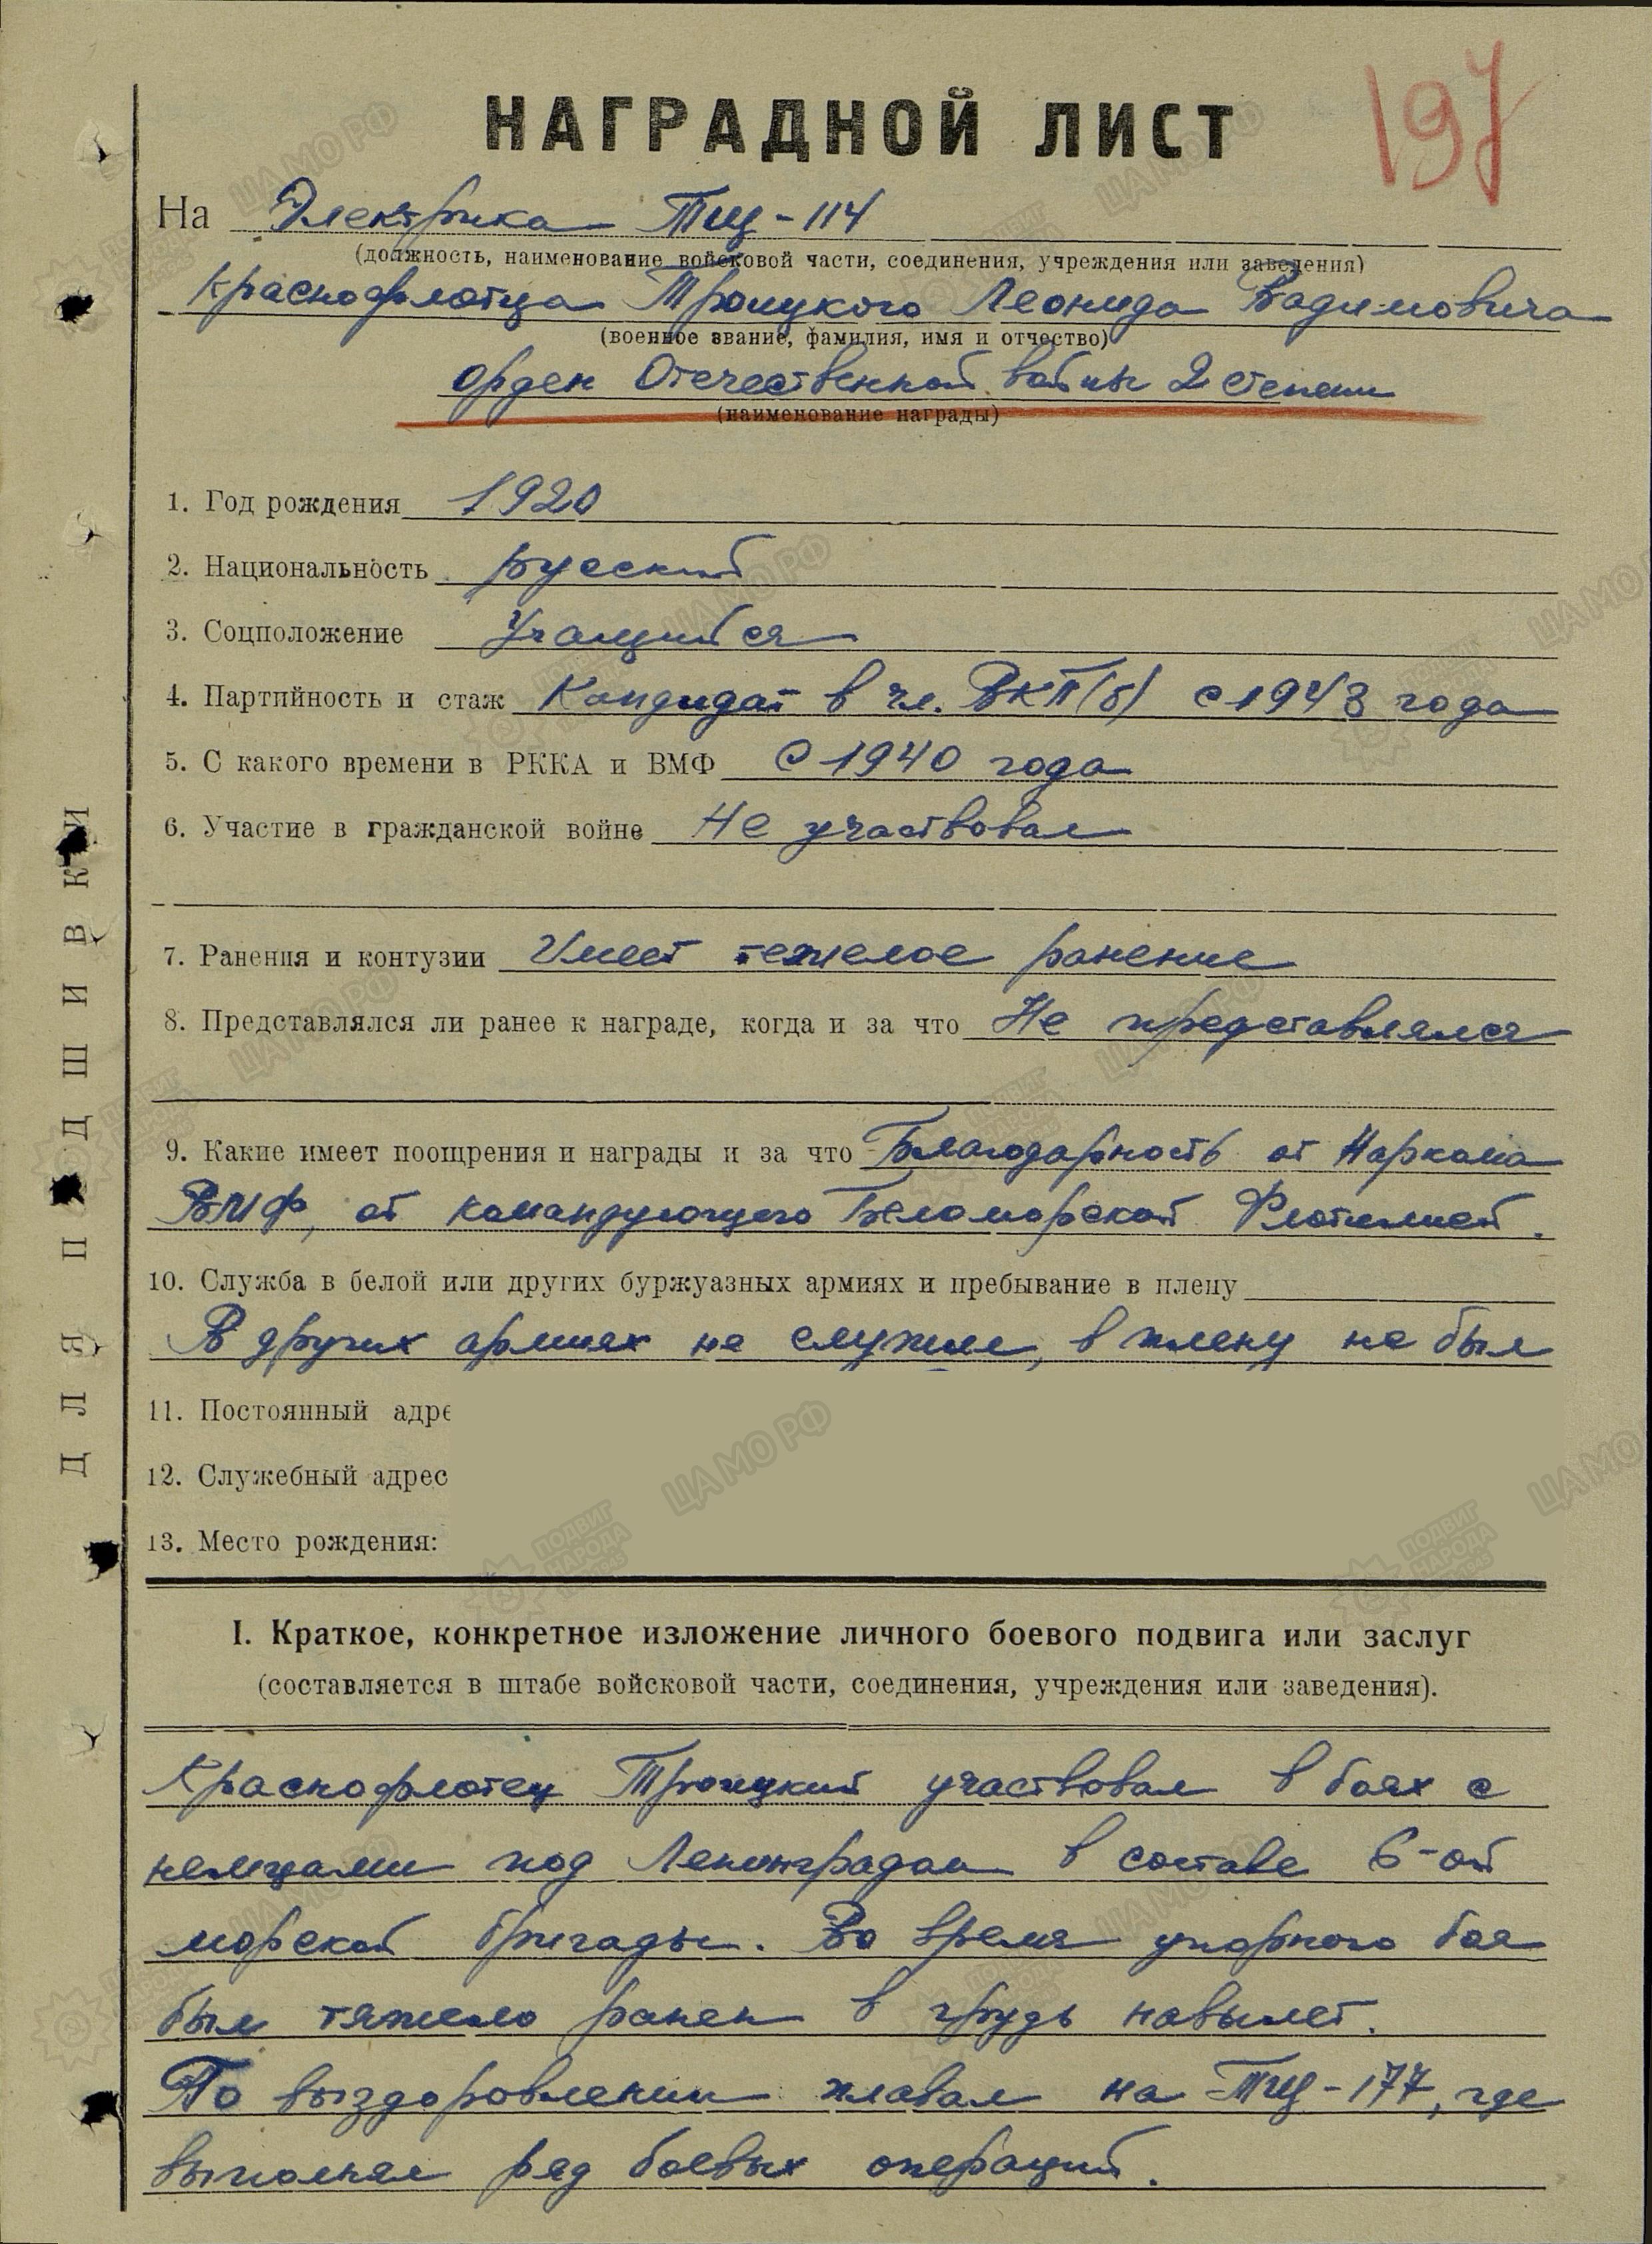 197
НАГРАДНОЙ ЛИСТ
На Электрика Тщ-114
(должность, наименование войсковой части, соединения, учреждения или заведения)
Краснофлотца Троицкого Леонида Вадимовича
(военное звание, фамилия, имя и отчество)
орден Отечественной войны 2 степени
(наименование награды)
1. Год рождения 1920
2. Национальность русский
3. Соцположение Учащийся
4. Партийность и стаж Кандидат в чл. ВКП(б) с 1943 года
5. С какого времени в РККА и ВМФ С 1940 года
6. Участие в гражданской войне Не участвовал
7. Ранения и контузии Имеет тежелое ранение
8. Представлялся ли ранее к награде, когда и за что Не представлялся
9. Какие имеет поощрения и награды и за что Благодарность от Наркома
ВМФ, от командующего Беломорской Флотилией.
10. Служба в белой или других буржуазных армиях и пребывание в плену
В других армиях не служил, в плену не был
11. Постоянный адре
12. Служебный адрес
13. Место рождения:
I. Краткое, конкретное изложение личного боевого подвига или заслуг
(составляется в штабе войсковой части, соединения, учреждения или заведения).
Краснофлотец Троицкий участвовал в боях с
немцами под Ленинградом в составе 6-ой
морской бригады. Во время упорного боя
был тяжело ранен в грудь навылет.
По выздоровлении плавал на Тщ-177, где
выполнял ряд боевых операций.
ДЛЯ ПОДШИВКИ
ЦАМО РФ
ПОДВИГ НАРОДА